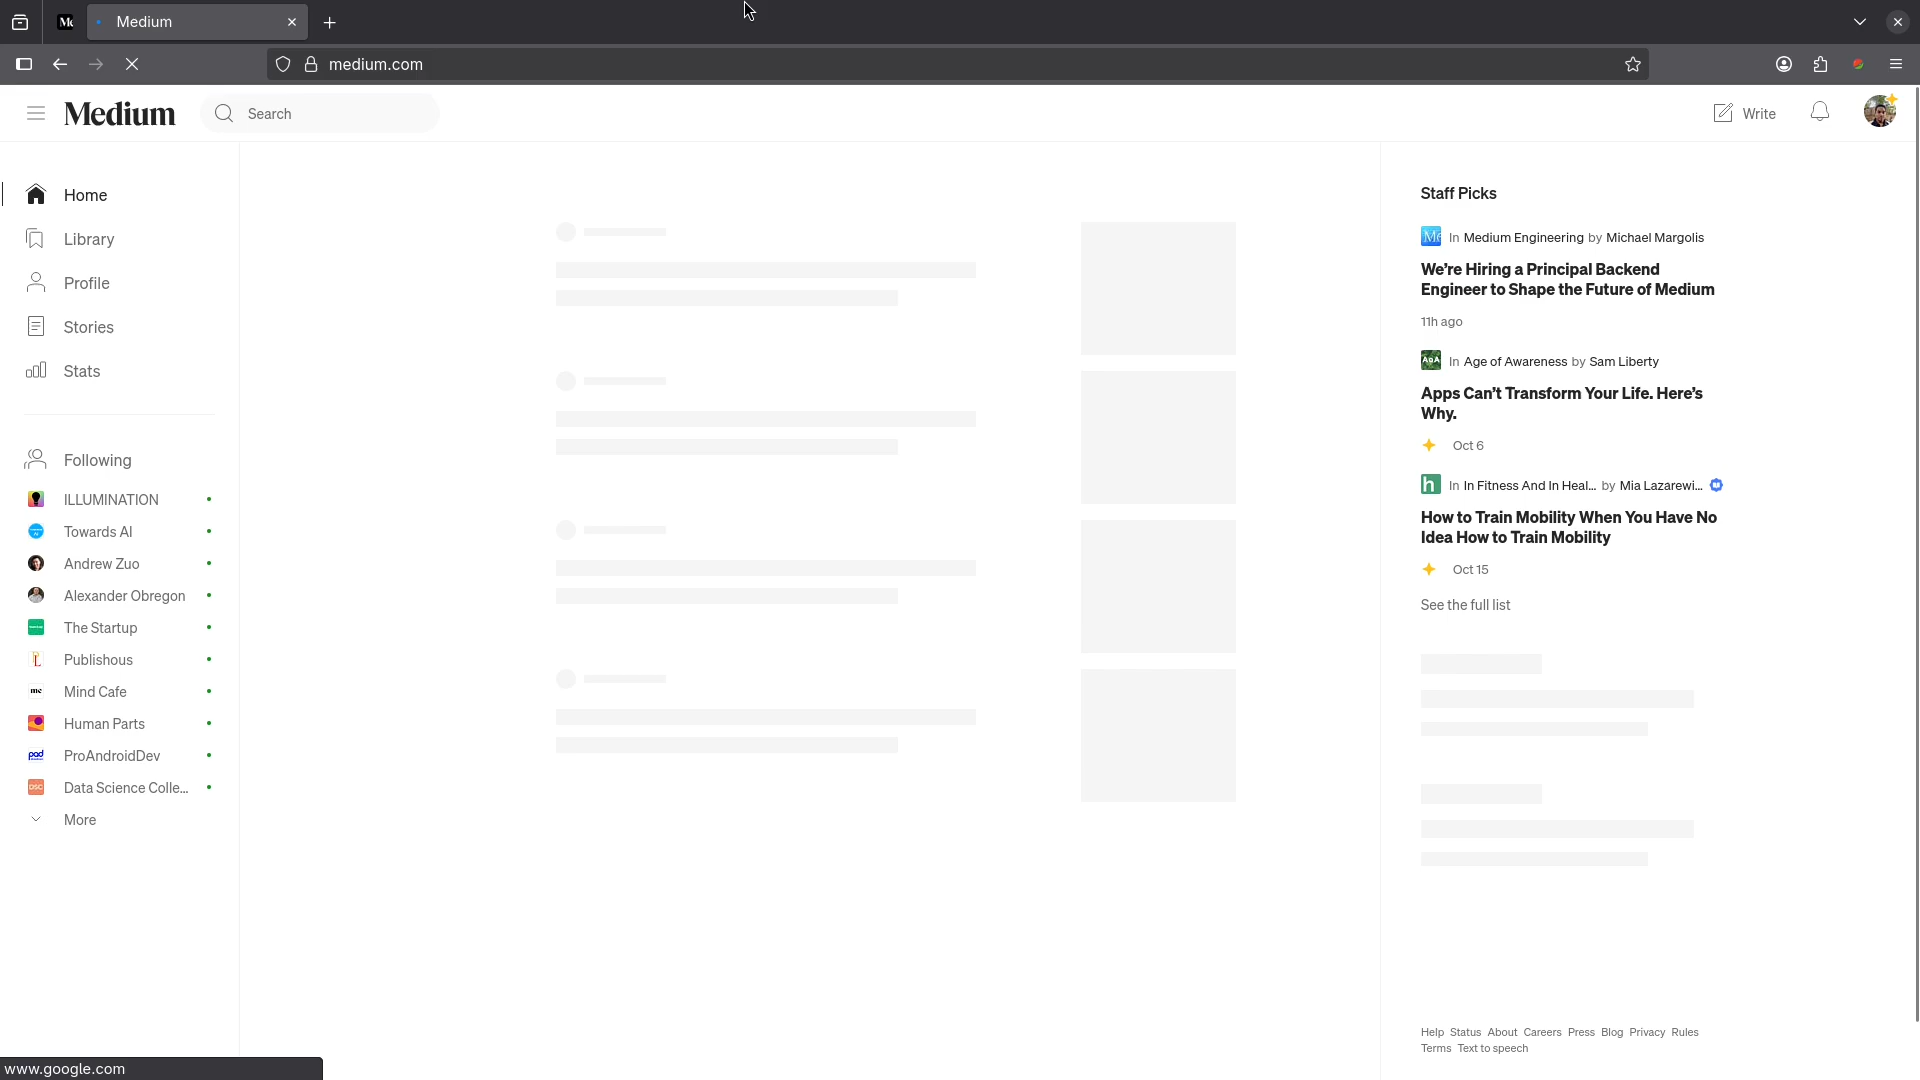 Medium
medium.com
Medium
Search
Write
Home
Library
Profile
Stories
Stats
Following
ILLUMINATION
Towards AI
Andrew Zuo
Alexander Obregon
The Startup
Publishous
Mind Cafe
Human Parts
ProAndroidDev
Data Science Colle...
More
Staff Picks
In Medium Engineering by Michael Margolis
We're Hiring a Principal Backend
Engineer to Shape the Future of Medium
11h ago
In Age of Awareness by Sam Liberty
Apps Can't Transform Your Life. Here's
Why.
Oct 6
In In Fitness And In Heal... by Mia Lazarewi...
How to Train Mobility When You Have No
Idea How to Train Mobility
Oct 15
See the full list
Help Status About Careers Press Blog Privacy Rules
Terms Text to speech
www.google.com